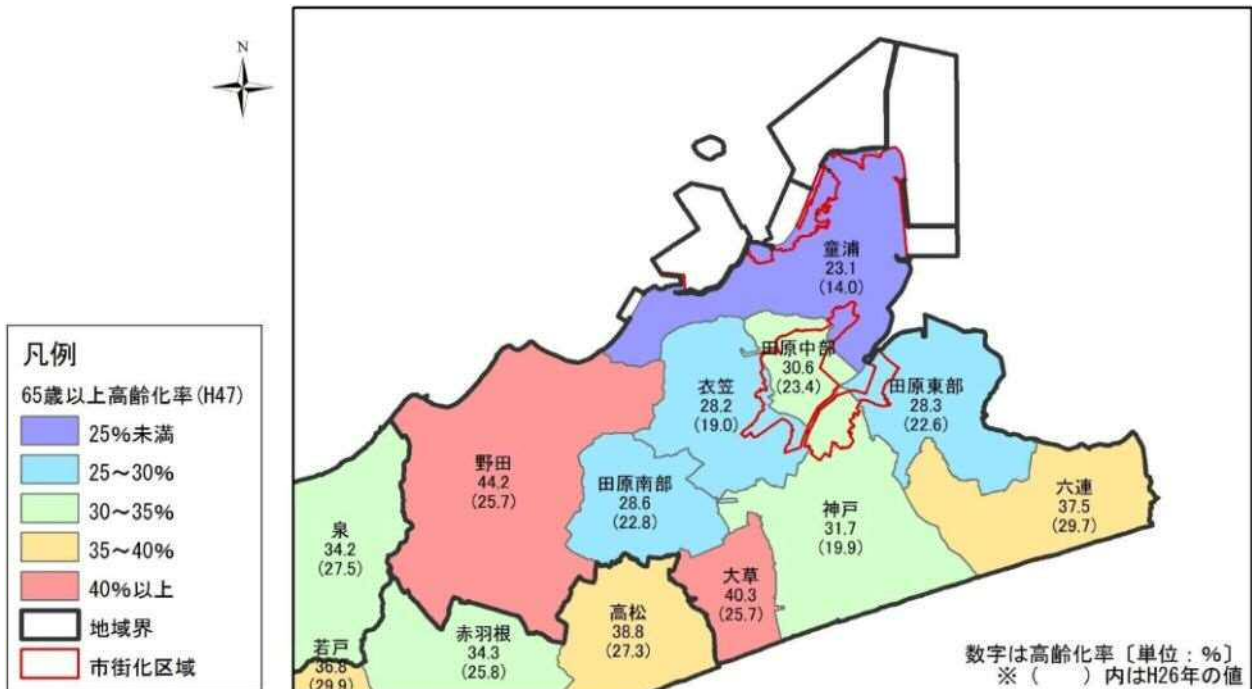 N
童浦
23.1
(14.0)
田原中部
30.6
(23.4)
衣笠
28.2
(19.0)
田原東部
28.3
(22.6)
野田
44.2
(25.7)
田原南部
28.6
(22.8)
神戸
31.7
(19.9)
六連
37.5
(29.7)
泉
34.2
(27.5)
大草
40.3
(25.7)
高松
38.8
(27.3)
赤羽根
34.3
(25.8)
若戸
36.8
(29.9)
凡例
65歳以上高齢化率(H47)
25%未満
25～30%
30～35%
35～40%
40%以上
地域界
市街化区域
数字は高齢化率〔単位：%〕
※（　　）内はH26年の値